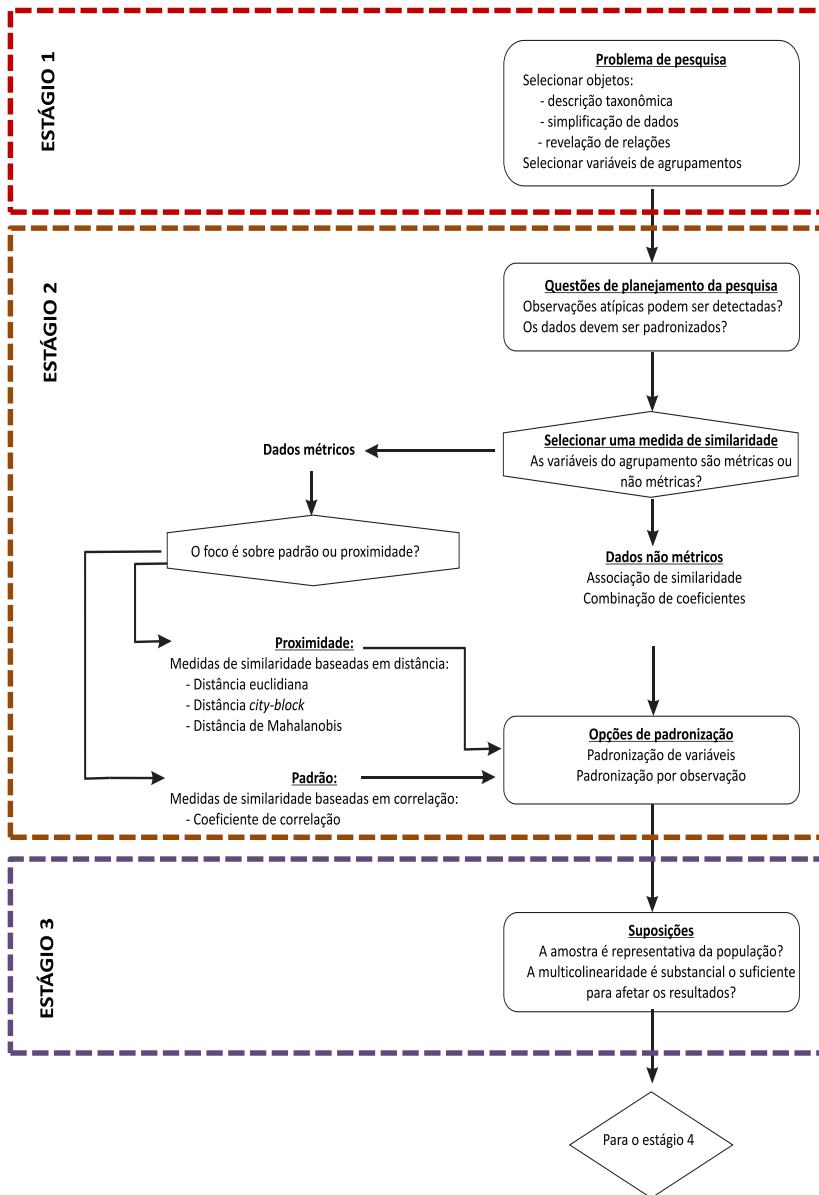 ESTÁGIO 1
Problema de pesquisa
Selecionar objetos:
- descrição taxonômica
- simplificação de dados
- revelação de relações
Selecionar variáveis de agrupamentos
ESTÁGIO 2
Questões de planejamento da pesquisa
Observações atípicas podem ser detectadas?
Os dados devem ser padronizados?
Selecionar uma medida de similaridade
As variáveis do agrupamento são métricas ou
não métricas?
Dados métricos
O foco é sobre padrão ou proximidade?
Dados não métricos
Associação de similaridade
Combinação de coeficientes
Proximidade:
Medidas de similaridade baseadas em distância:
- Distância euclidiana
- Distância city-block
- Distância de Mahalanobis
Padrão:
Medidas de similaridade baseadas em correlação:
- Coeficiente de correlação
Opções de padronização
Padronização de variáveis
Padronização por observação
ESTÁGIO 3
Suposições
A amostra é representativa da população?
A multicolinearidade é substancial o suficiente
para afetar os resultados?
Para o estágio 4